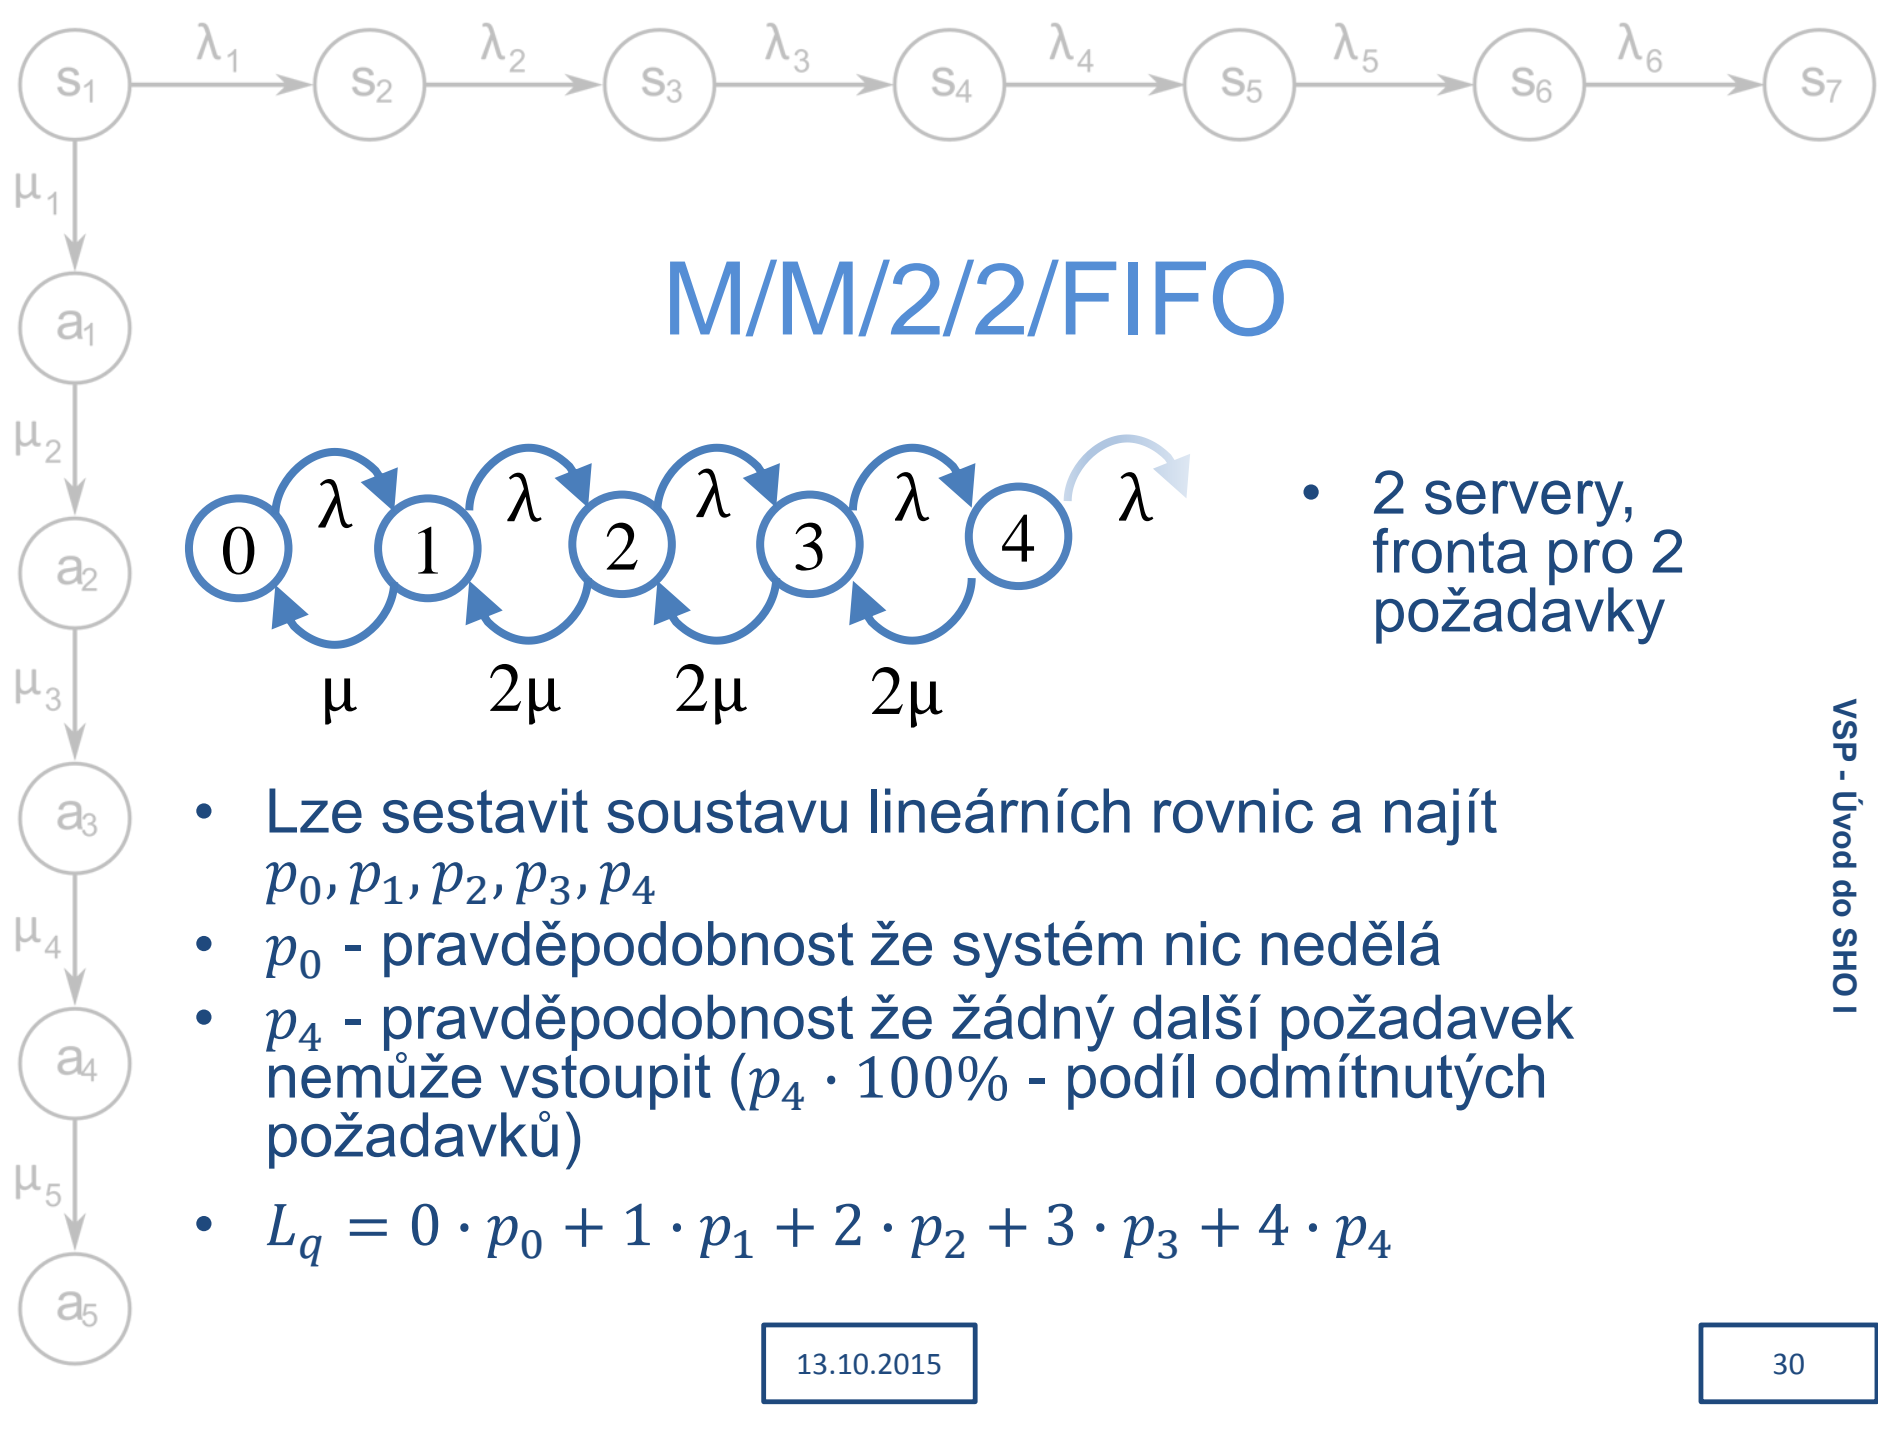 s₁ λ₁ s₂ λ₂ s₃ λ₃ s₄ λ₄ s₅ λ₅ s₆ λ₆ s₇
μ₁
a₁
μ₂
a₂
μ₃
a₃
μ₄
a₄
μ₅
a₅
M/M/2/2/FIFO
λ λ λ λ λ
0 1 2 3 4
μ 2μ 2μ 2μ
• 2 servery,
fronta pro 2
požadavky
• Lze sestavit soustavu lineárních rovnic a najít
p₀, p₁, p₂, p₃, p₄
• p₀ - pravděpodobnost že systém nic nedělá
• p₄ - pravděpodobnost že žádný další požadavek
nemůže vstoupit (p₄ · 100% - podíl odmítnutých
požadavků)
• L_q = 0 · p₀ + 1 · p₁ + 2 · p₂ + 3 · p₃ + 4 · p₄
VSP - Úvod do SHO I
13.10.2015
30